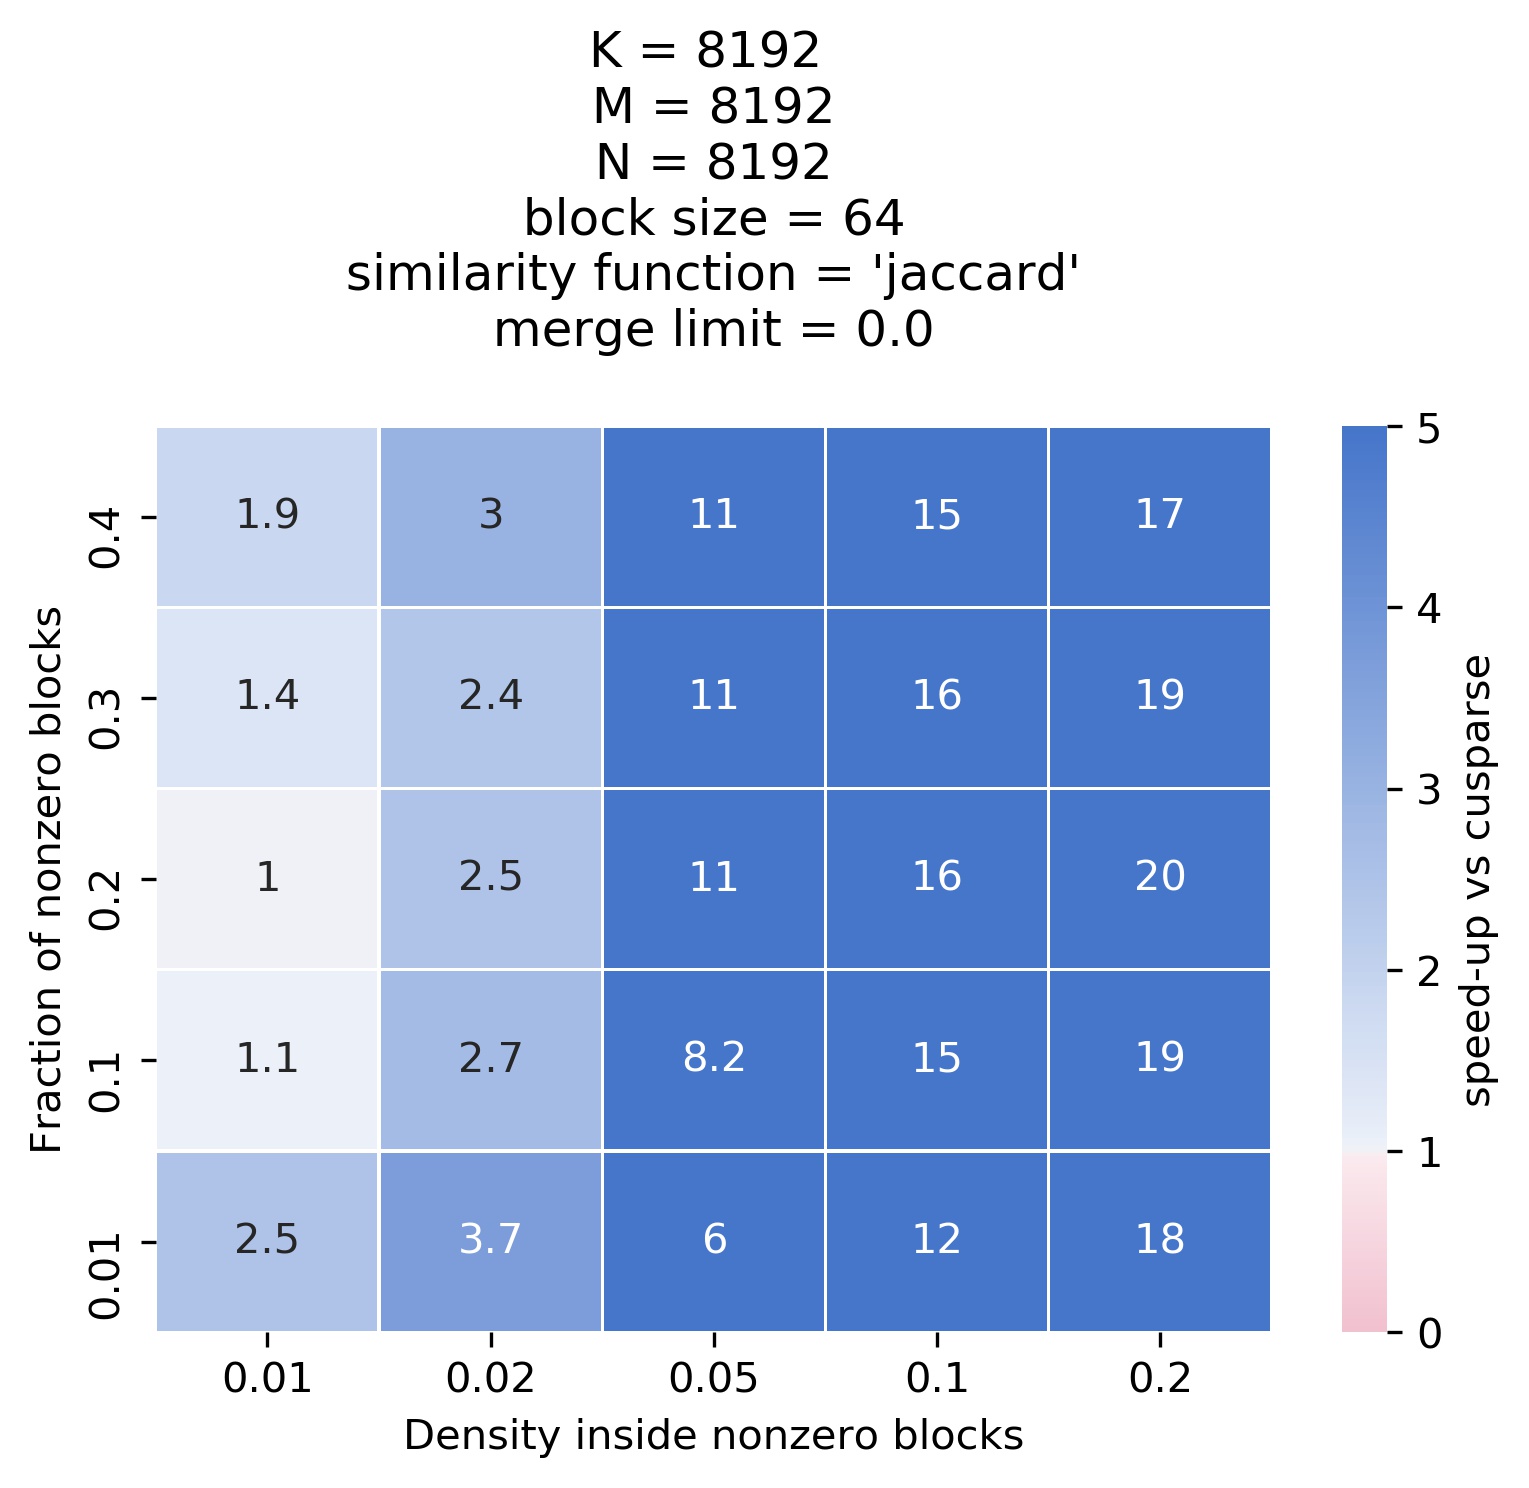 K = 8192
M = 8192
N = 8192
block size = 64
similarity function = 'jaccard'
merge limit = 0.0
Fraction of nonzero blocks
0.4 1.9 3 11 15 17
0.3 1.4 2.4 11 16 19
0.2 1 2.5 11 16 20
0.1 1.1 2.7 8.2 15 19
0.01 2.5 3.7 6 12 18
0.01 0.02 0.05 0.1 0.2
Density inside nonzero blocks
5
4
3
2
1
0
speed-up vs cusparse